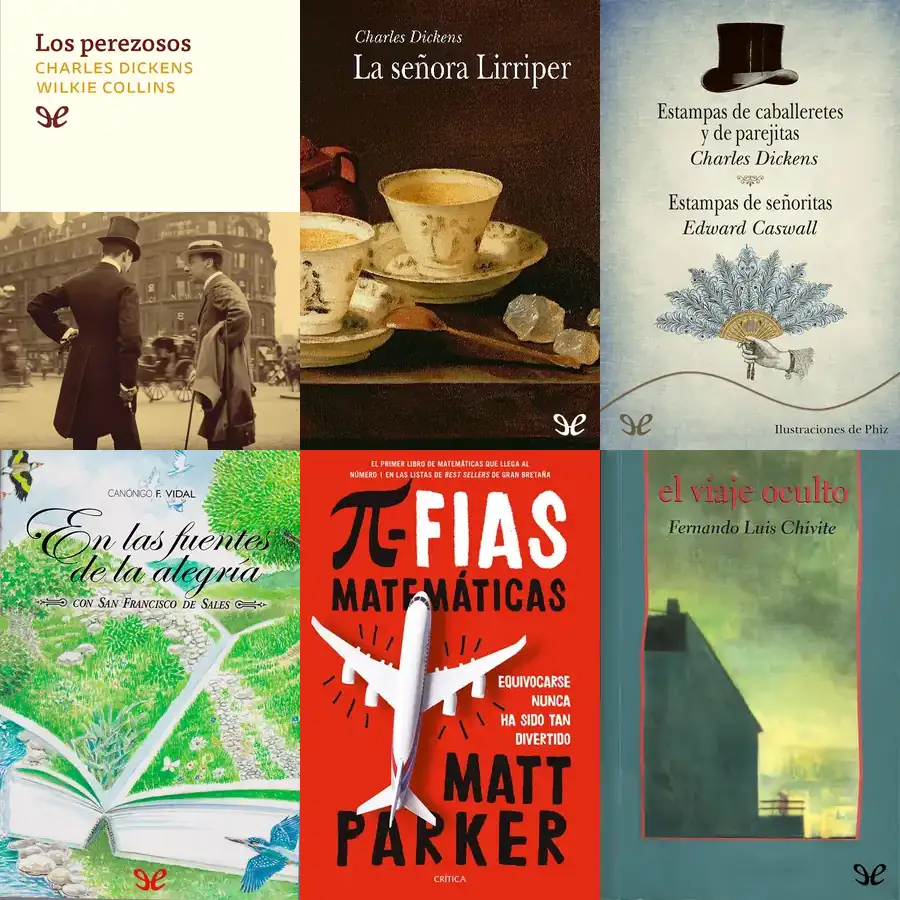 Los perezosos
CHARLES DICKENS
WILKIE COLLINS
Charles Dickens
La señora Lirriper
Estampas de caballeretes
y de parejitas
Charles Dickens
Estampas de señoritas
Edward Caswall
Ilustraciones de Phiz
CANÓNIGO F. VIDAL
En las fuentes
de la alegría
CON SAN FRANCISCO DE SALES
EL PRIMER LIBRO DE MATEMÁTICAS QUE LLEGA AL
NÚMERO 1 EN LAS LISTAS DE BEST SELLERS DE GRAN BRETAÑA
π-FIAS
MATEMÁTICAS
EQUIVOCARSE
NUNCA
HA SIDO TAN
DIVERTIDO
MATT
PARKER
CRÍTICA
el viaje oculto
Fernando Luis Chivite